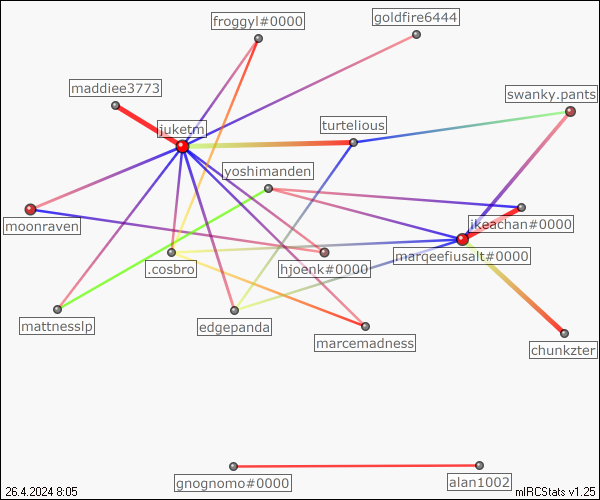 goldfire6444
froggyl#0000
maddiee3773
swanky.pants
juketm
turtelious
yoshimanden
moonraven
ikeachan#0000
marqeefiusalt#0000
.cosbro
hjoenk#0000
mattnesslp
edgepanda
marcemadness
chunkzter
gnognomo#0000
alan1002
26.4.2024 8:05
mIRCStats v1.25